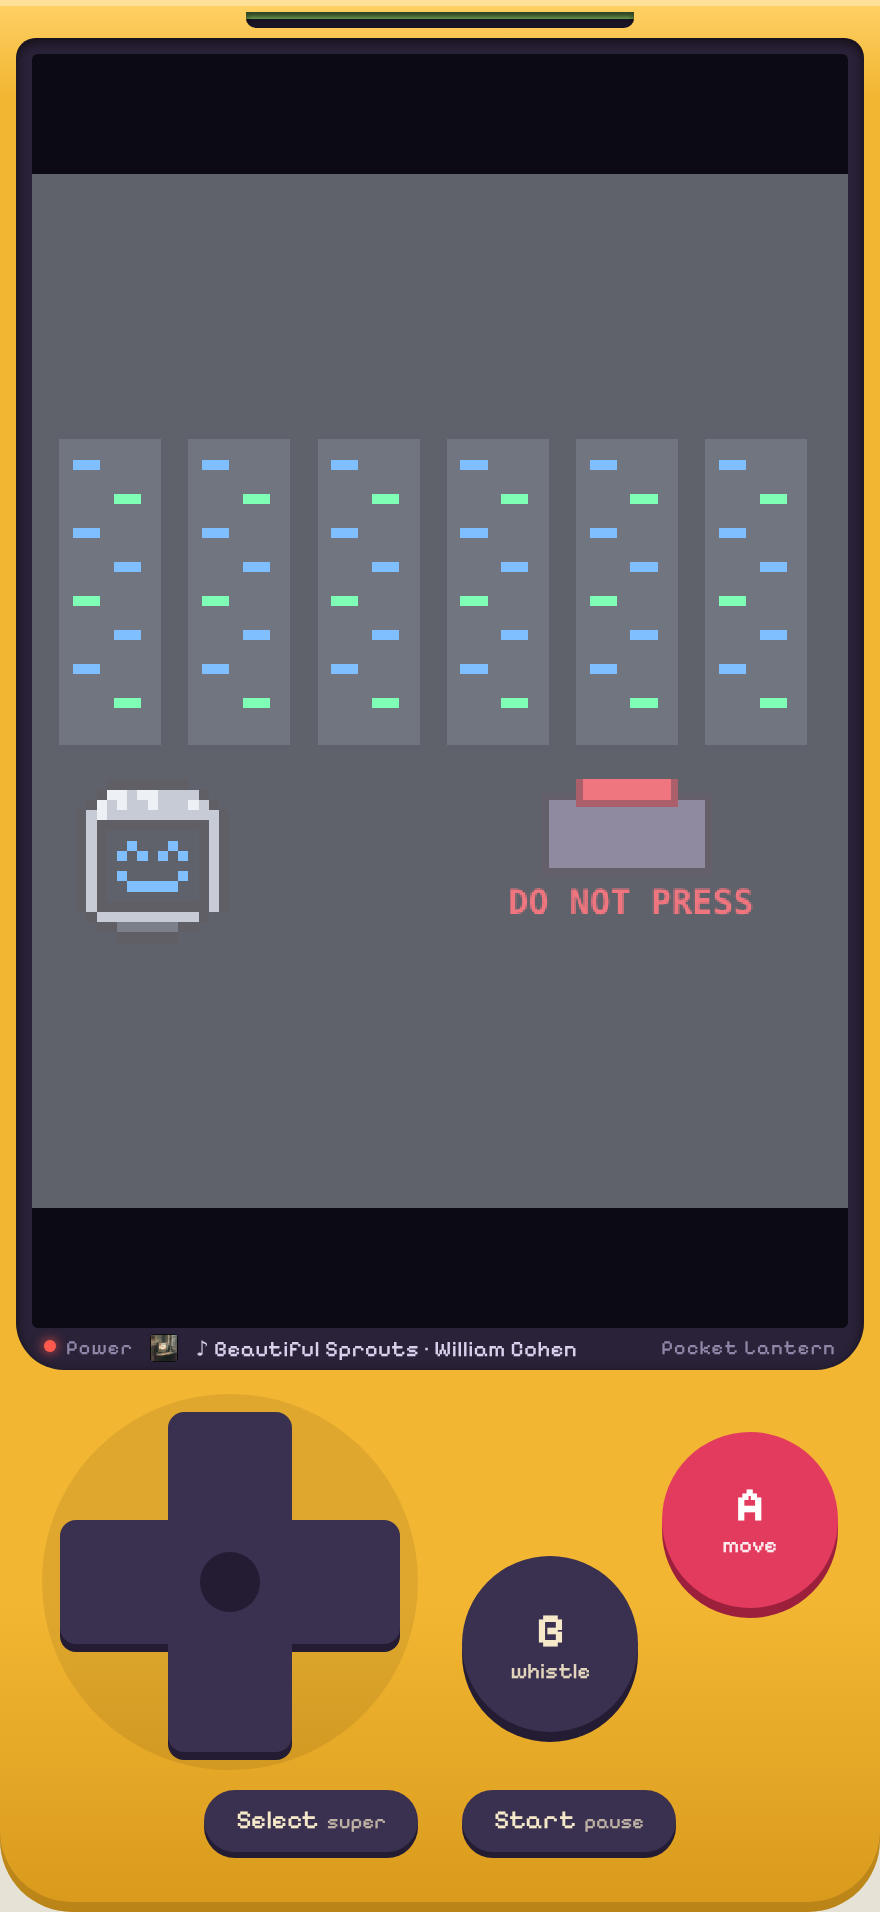 DO NOT PRESS
Power ♪ Beautiful Sprouts · William Cohen Pocket Lantern
A
move
B
whistle
Select super Start pause